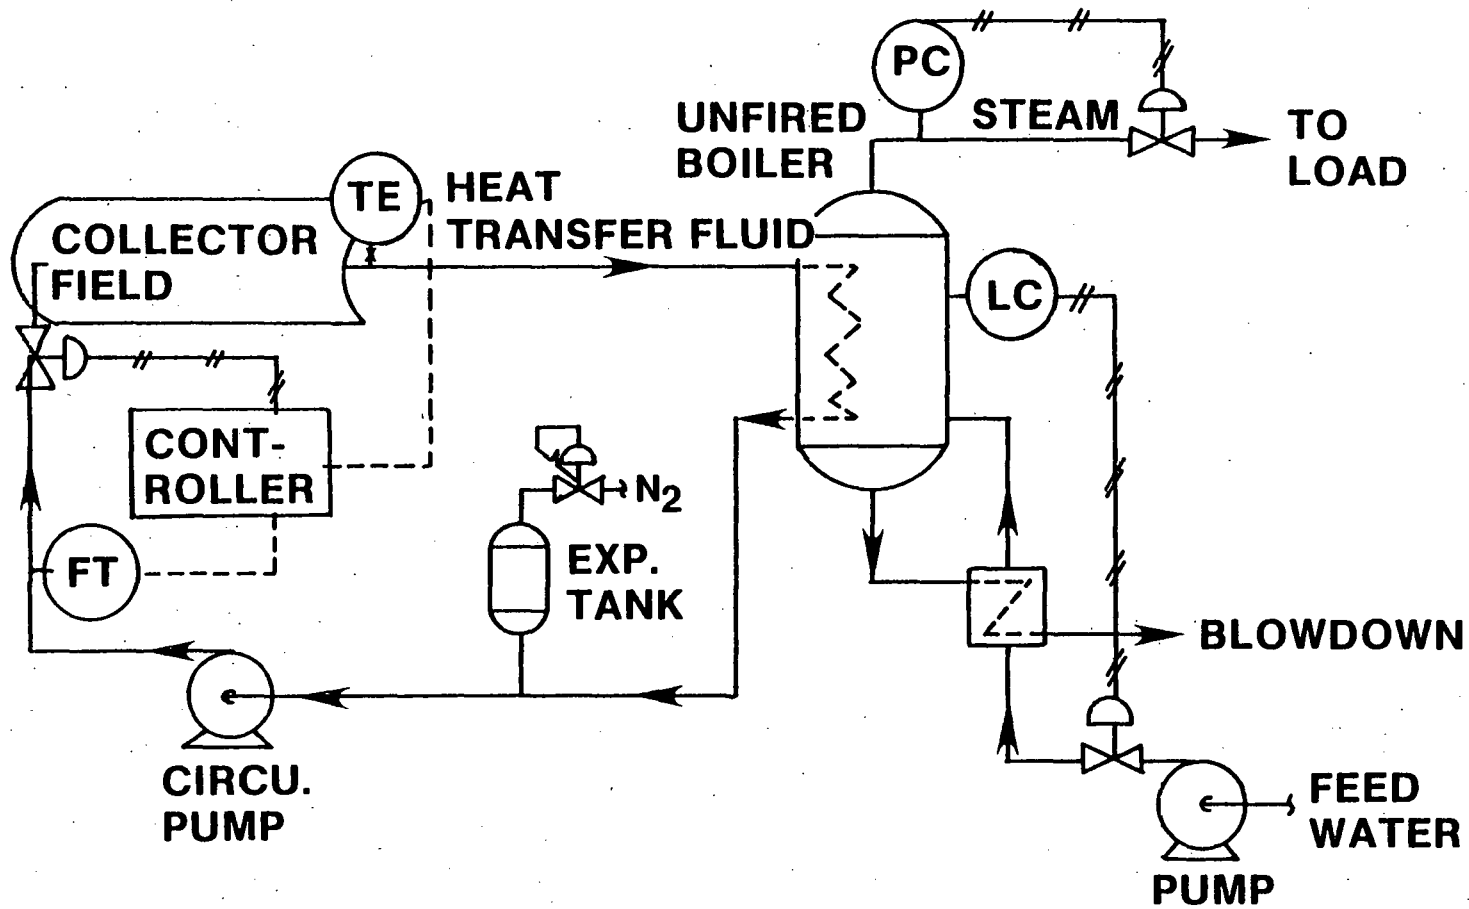 PC
UNFIRED
BOILER
STEAM
TO
LOAD
TE
HEAT
TRANSFER FLUID
COLLECTOR
FIELD
LC
CONT-
ROLLER
N2
FT
EXP.
TANK
BLOWDOWN
CIRCU.
PUMP
FEED
WATER
PUMP